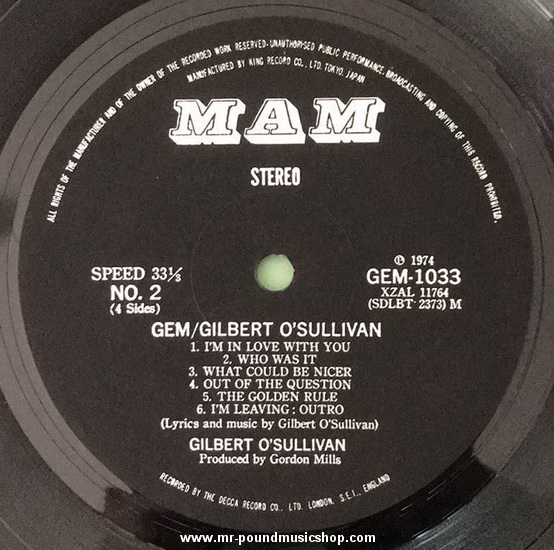 ALL RIGHTS OF THE MANUFACTURER AND OF THE OWNER OF THE RECORDED WORK RESERVED. UNAUTHORISED PUBLIC PERFORMANCE, BROADCASTING AND COPYING OF THIS RECORD PROHIBITED.
MANUFACTURED BY KING RECORD CO., LTD. TOKYO, JAPAN
MAM
STEREO
SPEED 33⅓
NO. 2
(4 Sides)
℗ 1974
GEM-1033
XZAL 11764
(SDLBT 2373) M
GEM/GILBERT O'SULLIVAN
1. I'M IN LOVE WITH YOU
2. WHO WAS IT
3. WHAT COULD BE NICER
4. OUT OF THE QUESTION
5. THE GOLDEN RULE
6. I'M LEAVING : OUTRO
(Lyrics and music by Gilbert O'Sullivan)
GILBERT O'SULLIVAN
Produced by Gordon Mills
RECORDED BY THE DECCA RECORD CO., LTD. LONDON, S.E.I., ENGLAND
www.mr-poundmusicshop.com